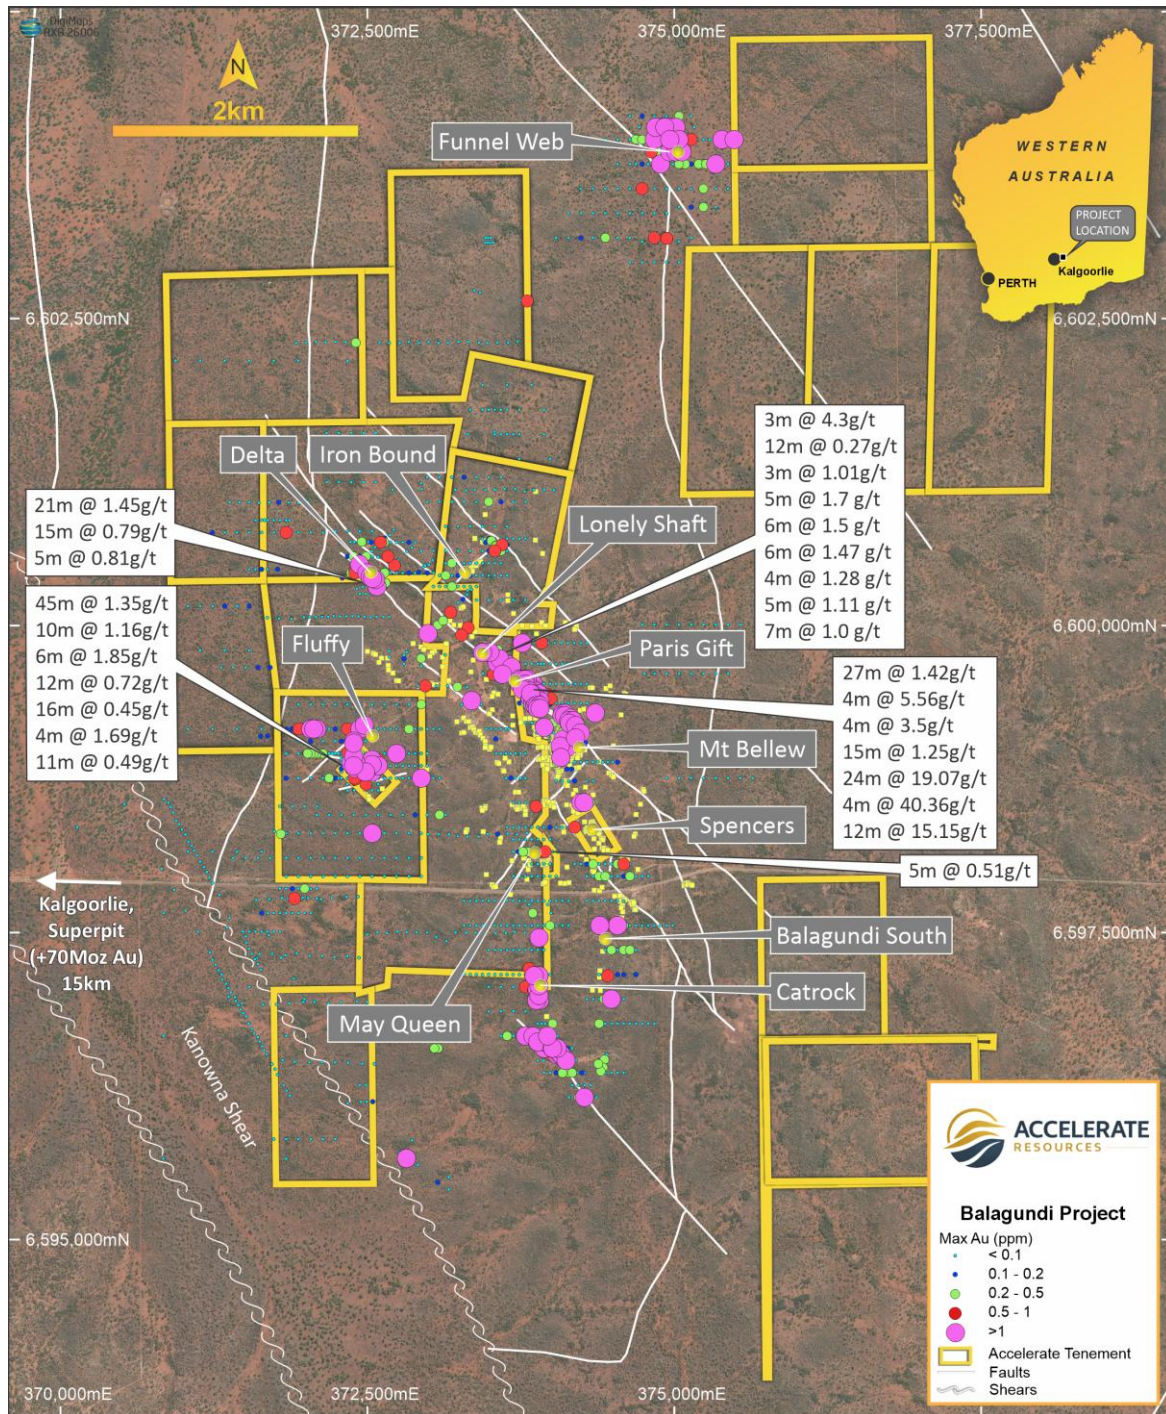 DigiMaps
AXR 26006
372,500mE
375,000mE
377,500mE
N
2km
Funnel Web
WESTERN
AUSTRALIA
PROJECT
LOCATION
Kalgoorlie
PERTH
6,602,500mN
6,602,500mN
Delta
Iron Bound
Lonely Shaft
3m @ 4.3g/t
12m @ 0.27g/t
3m @ 1.01g/t
5m @ 1.7 g/t
6m @ 1.5 g/t
6m @ 1.47 g/t
4m @ 1.28 g/t
5m @ 1.11 g/t
7m @ 1.0 g/t
21m @ 1.45g/t
15m @ 0.79g/t
5m @ 0.81g/t
45m @ 1.35g/t
10m @ 1.16g/t
6m @ 1.85g/t
12m @ 0.72g/t
16m @ 0.45g/t
4m @ 1.69g/t
11m @ 0.49g/t
Fluffy
Paris Gift
6,600,000mN
27m @ 1.42g/t
4m @ 5.56g/t
4m @ 3.5g/t
15m @ 1.25g/t
24m @ 19.07g/t
4m @ 40.36g/t
12m @ 15.15g/t
Mt Bellew
Spencers
5m @ 0.51g/t
Kalgoorlie,
Superpit
(+70Moz Au)
15km
Balagundi South
6,597,500mN
Catrock
May Queen
Kanowna Shear
ACCELERATE
RESOURCES
Balagundi Project
Max Au (ppm)
< 0.1
0.1 - 0.2
0.2 - 0.5
0.5 - 1
>1
Accelerate Tenement
Faults
Shears
6,595,000mN
370,000mE
372,500mE
375,000mE